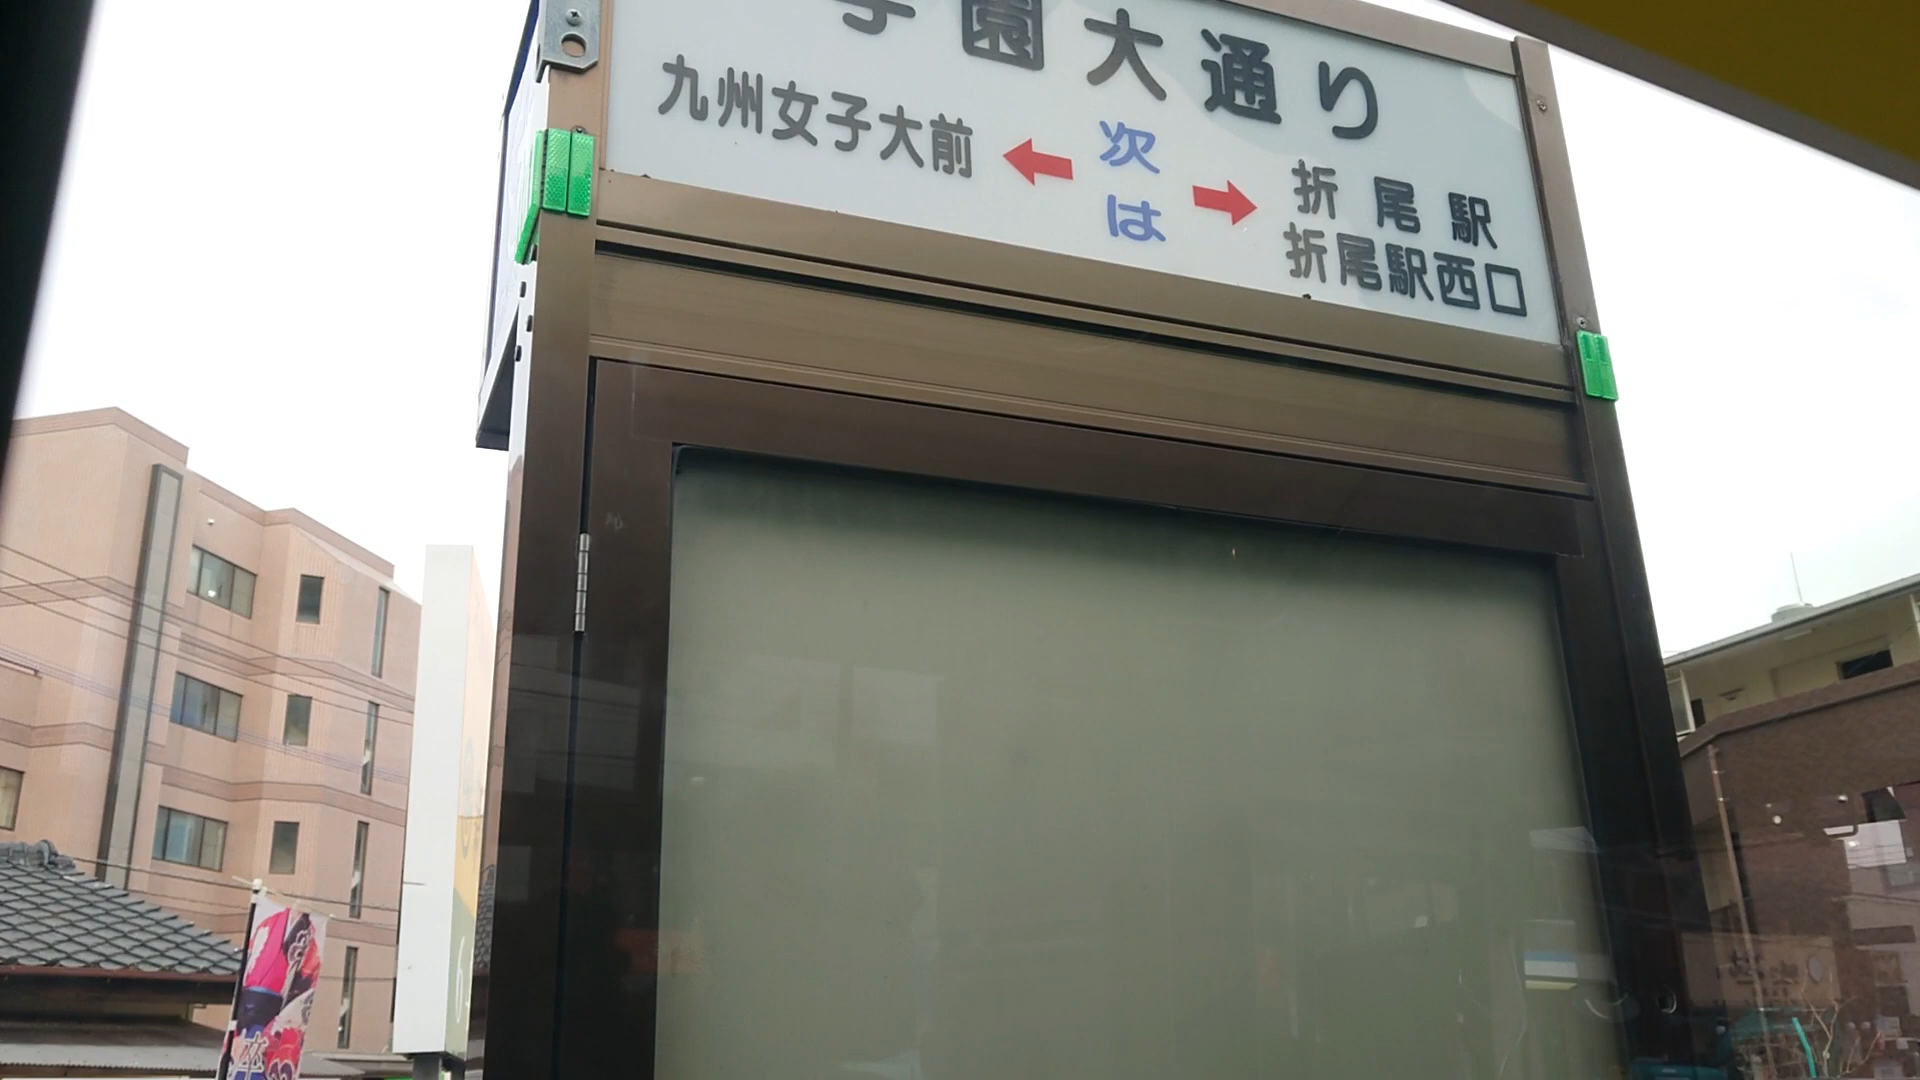 学園大通り
九州女子大前 ← 次は → 折尾駅
折尾駅西口
卒